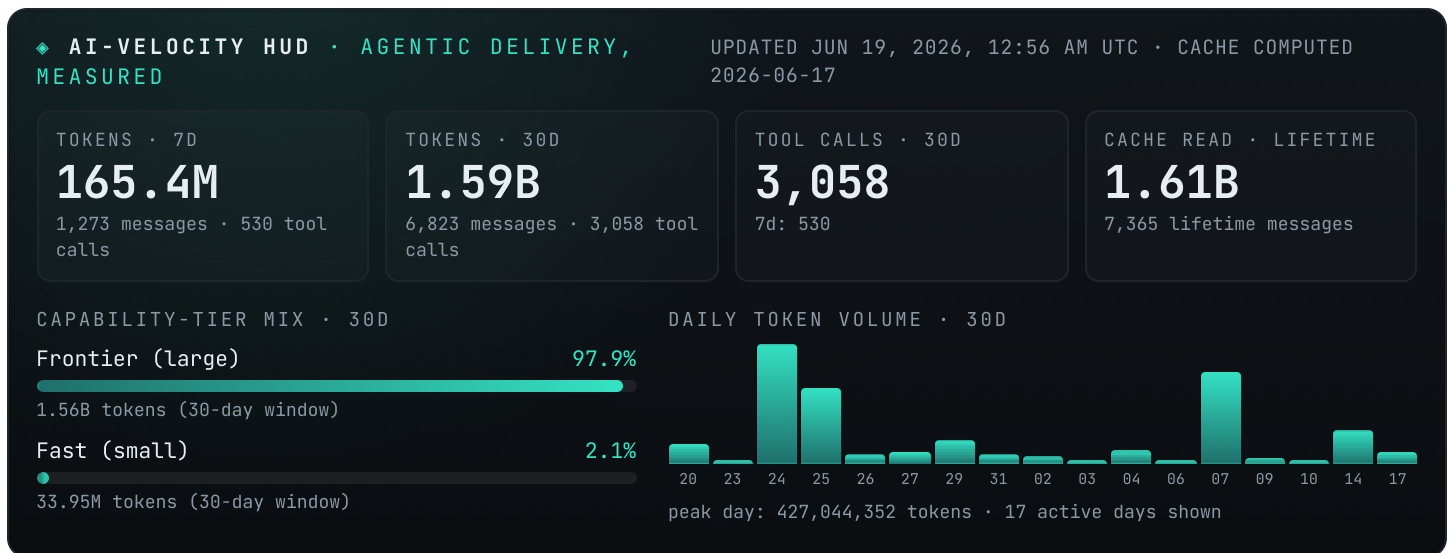 ◈ AI-VELOCITY HUD · AGENTIC DELIVERY,
MEASURED
UPDATED JUN 19, 2026, 12:56 AM UTC · CACHE COMPUTED
2026-06-17
TOKENS · 7D
165.4M
1,273 messages · 530 tool
calls
TOKENS · 30D
1.59B
6,823 messages · 3,058 tool
calls
TOOL CALLS · 30D
3,058
7d: 530
CACHE READ · LIFETIME
1.61B
7,365 lifetime messages
CAPABILITY-TIER MIX · 30D
Frontier (large) 97.9%
1.56B tokens (30-day window)
Fast (small) 2.1%
33.95M tokens (30-day window)
DAILY TOKEN VOLUME · 30D
20 23 24 25 26 27 29 31 02 03 04 06 07 09 10 14 17
peak day: 427,044,352 tokens · 17 active days shown